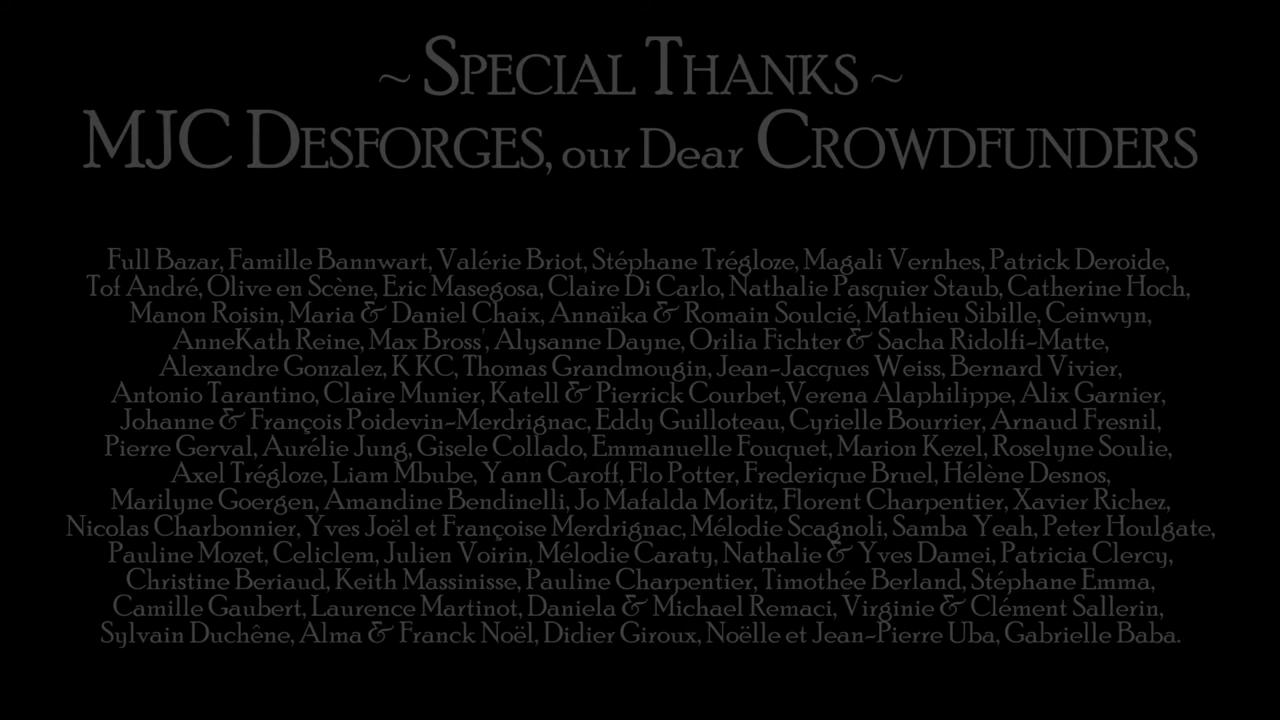 ~ Special Thanks ~
MJC Desforges, our Dear Crowdfunders
Full Bazar, Famille Bannwart, Valérie Briot, Stéphane Trégloze, Magali Vernhes, Patrick Deroide,
Tof André, Olive en Scène, Eric Masegosa, Claire Di Carlo, Nathalie Pasquier Staub, Catherine Hoch,
Manon Roisin, Maria & Daniel Chaix, Annaïka & Romain Soulcié, Mathieu Sibille, Ceinwyn,
AnneKath Reine, Max Bross', Alysanne Dayne, Orilia Fichter & Sacha Ridolfi-Matte,
Alexandre Gonzalez, K KC, Thomas Grandmougin, Jean-Jacques Weiss, Bernard Vivier,
Antonio Tarantino, Claire Munier, Katell & Pierrick Courbet,Verena Alaphilippe, Alix Garnier,
Johanne & François Poidevin-Merdrignac, Eddy Guilloteau, Cyrielle Bourrier, Arnaud Fresnil,
Pierre Gerval, Aurélie Jung, Gisele Collado, Emmanuelle Fouquet, Marion Kezel, Roselyne Soulie,
Axel Trégloze, Liam Mbube, Yann Caroff, Flo Potter, Frederique Bruel, Hélène Desnos,
Marilyne Goergen, Amandine Bendinelli, Jo Mafalda Moritz, Florent Charpentier, Xavier Richez,
Nicolas Charbonnier, Yves Joël et Françoise Merdrignac, Mélodie Scagnoli, Samba Yeah, Peter Houlgate,
Pauline Mozet, Celiclem, Julien Voirin, Mélodie Caraty, Nathalie & Yves Damei, Patricia Clercy,
Christine Beriaud, Keith Massinisse, Pauline Charpentier, Timothée Berland, Stéphane Emma,
Camille Gaubert, Laurence Martinot, Daniela & Michael Remaci, Virginie & Clément Sallerin,
Sylvain Duchêne, Alma & Franck Noël, Didier Giroux, Noëlle et Jean-Pierre Uba, Gabrielle Baba.